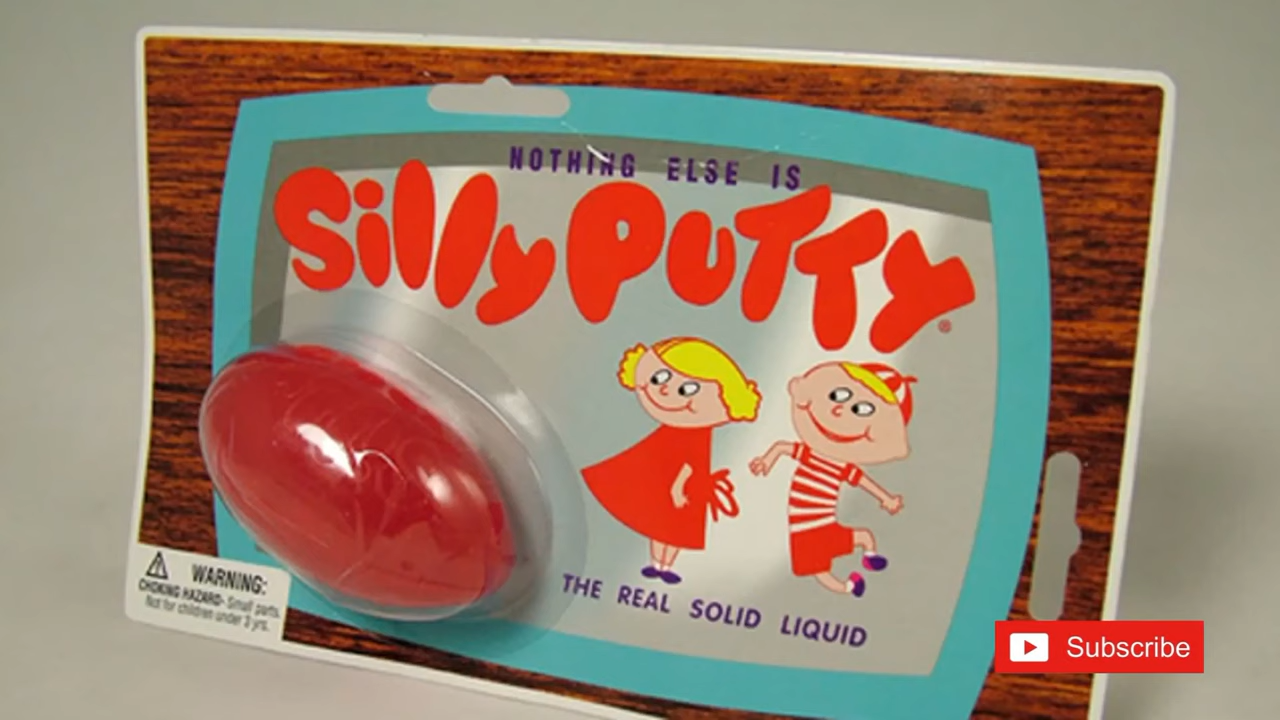 NOTHING ELSE IS
Silly PuTTy®
THE REAL SOLID LIQUID
WARNING:
CHOKING HAZARD- Small parts.
Not for children under 3 yrs.
Subscribe